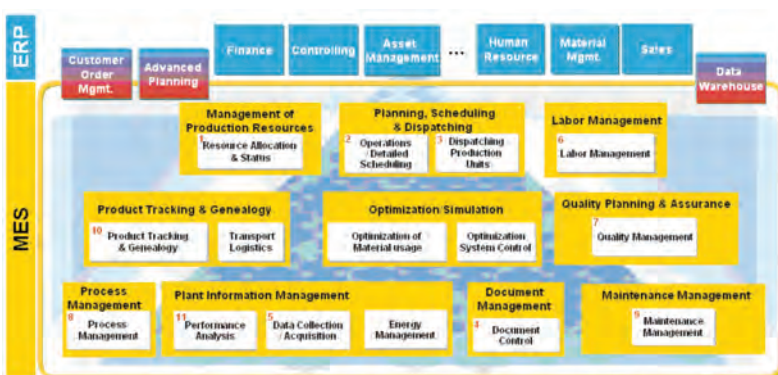 ERP
Finance
Controlling
Asset
Management
...
Human
Resource
Material
Mgmt.
Sales
Customer
Order
Mgmt.
Advanced
Planning
Data
Warehouse
MES
Management of
Production Resources
1
Resource Allocation
& Status
Planning, Scheduling
& Dispatching
2
Operations
/Detailed
Scheduling
3
Dispatching
Production
Units
Labor Management
6
Labor Management
Product Tracking & Genealogy
10
Product Tracking
& Genealogy
Transport
Logistics
Optimization Simulation
Optimization of
Material usage
Optimization
System Control
Quality Planning & Assurance
7
Quality Management
Process
Management
8
Process
Management
Plant Information Management
11
Performance
Analysis
5
Data Collection
/Acquisition
Energy
Management
Document
Management
4
Document
Control
Maintenance Management
9
Maintenance
Management